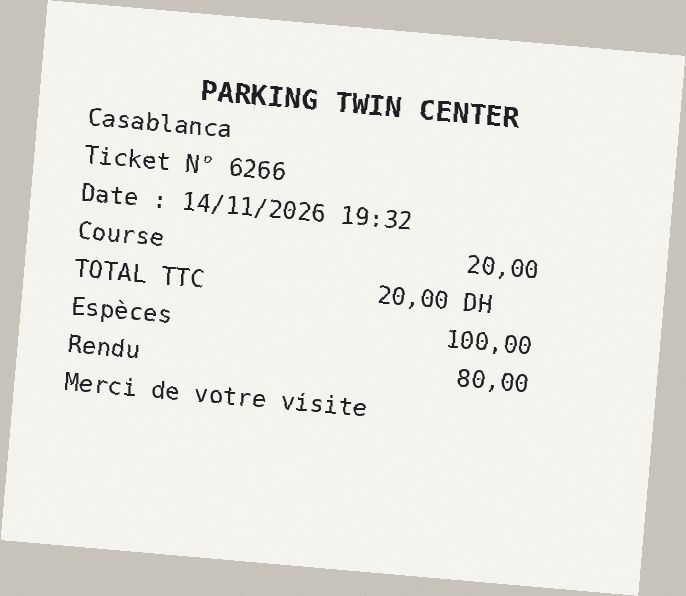 PARKING TWIN CENTER
Casablanca
Ticket N° 6266
Date : 14/11/2026 19:32
Course 20,00
TOTAL TTC 20,00 DH
Espèces 100,00
Rendu 80,00
Merci de votre visite